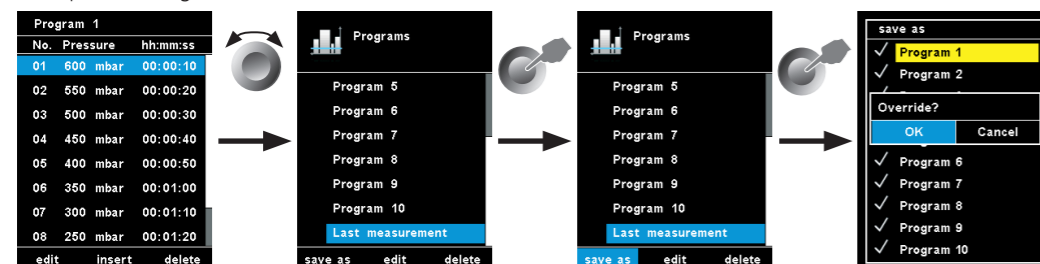 Program 1
No. Pressure hh:mm:ss
01 600 mbar 00:00:10
02 550 mbar 00:00:20
03 500 mbar 00:00:30
04 450 mbar 00:00:40
05 400 mbar 00:00:50
06 350 mbar 00:01:00
07 300 mbar 00:01:10
08 250 mbar 00:01:20
edit insert delete
Programs
Program 5
Program 6
Program 7
Program 8
Program 9
Program 10
Last measurement
save as edit delete
Programs
Program 5
Program 6
Program 7
Program 8
Program 9
Program 10
Last measurement
save as edit delete
save as
Program 1
Program 2
Override?
OK Cancel
Program 6
Program 7
Program 8
Program 9
Program 10